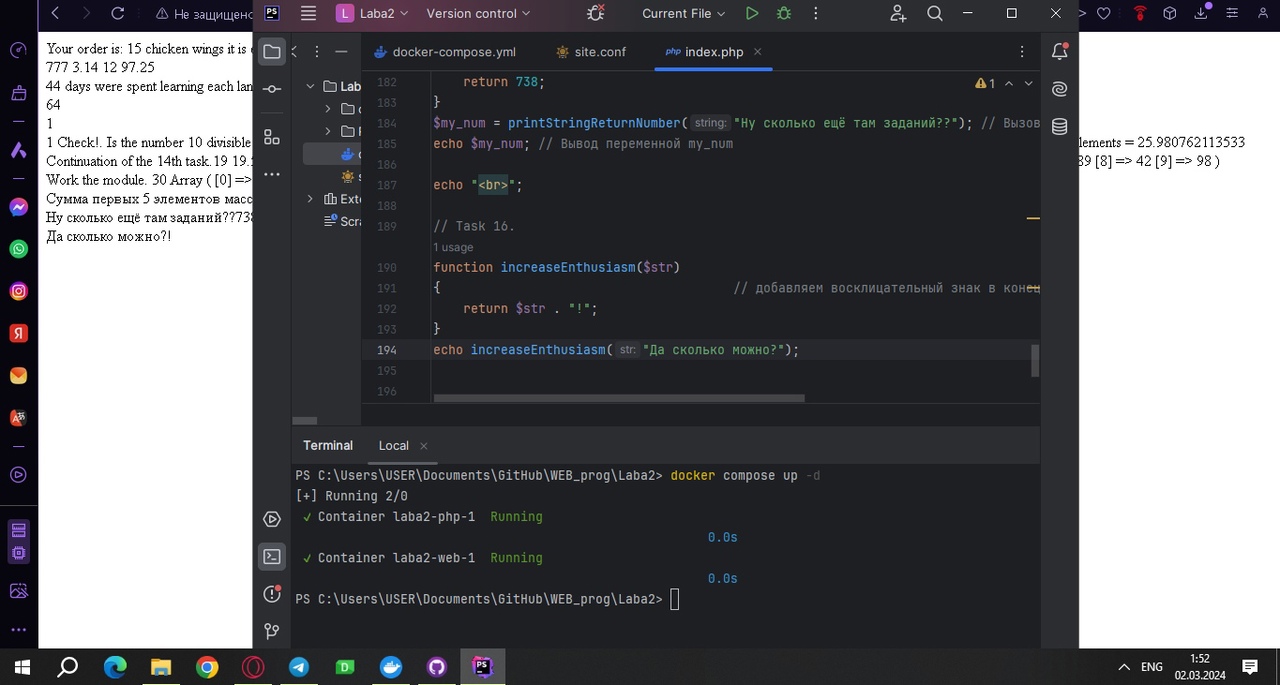 Не защищено
Laba2
Version control
Current File
Your order is: 15 chicken wings it is
777 3.14 12 97.25
44 days were spent learning each lan
64
1
1 Check!. Is the number 10 divisible
lements = 25.980762113533
Continuation of the 14th task.19 19.
89 [8] => 42 [9] => 98 )
Work the module. 30 Array ( [0] =>
Сумма первых 5 элементов масс
Ну сколько ещё там заданий??738
Да сколько можно?!
docker-compose.yml
site.conf
php index.php
Lab
Exte
Scra
1
182 return 738;
183 }
184 $my_num = printStringReturnNumber( string: "Ну сколько ещё там заданий??"); // Вызов
185 echo $my_num; // Вывод переменной my_num
186
187 echo "<br>";
188
189 // Task 16.
1 usage
190 function increaseEnthusiasm($str)
191 { // добавляем восклицательный знак в конец
192 return $str . "!";
193 }
194 echo increaseEnthusiasm( str: "Да сколько можно?");
195
196
Terminal
Local
PS C:\Users\USER\Documents\GitHub\WEB_prog\Laba2> docker compose up -d
[+] Running 2/0
✓ Container laba2-php-1 Running
0.0s
✓ Container laba2-web-1 Running
0.0s
PS C:\Users\USER\Documents\GitHub\WEB_prog\Laba2>
ENG
1:52
02.03.2024